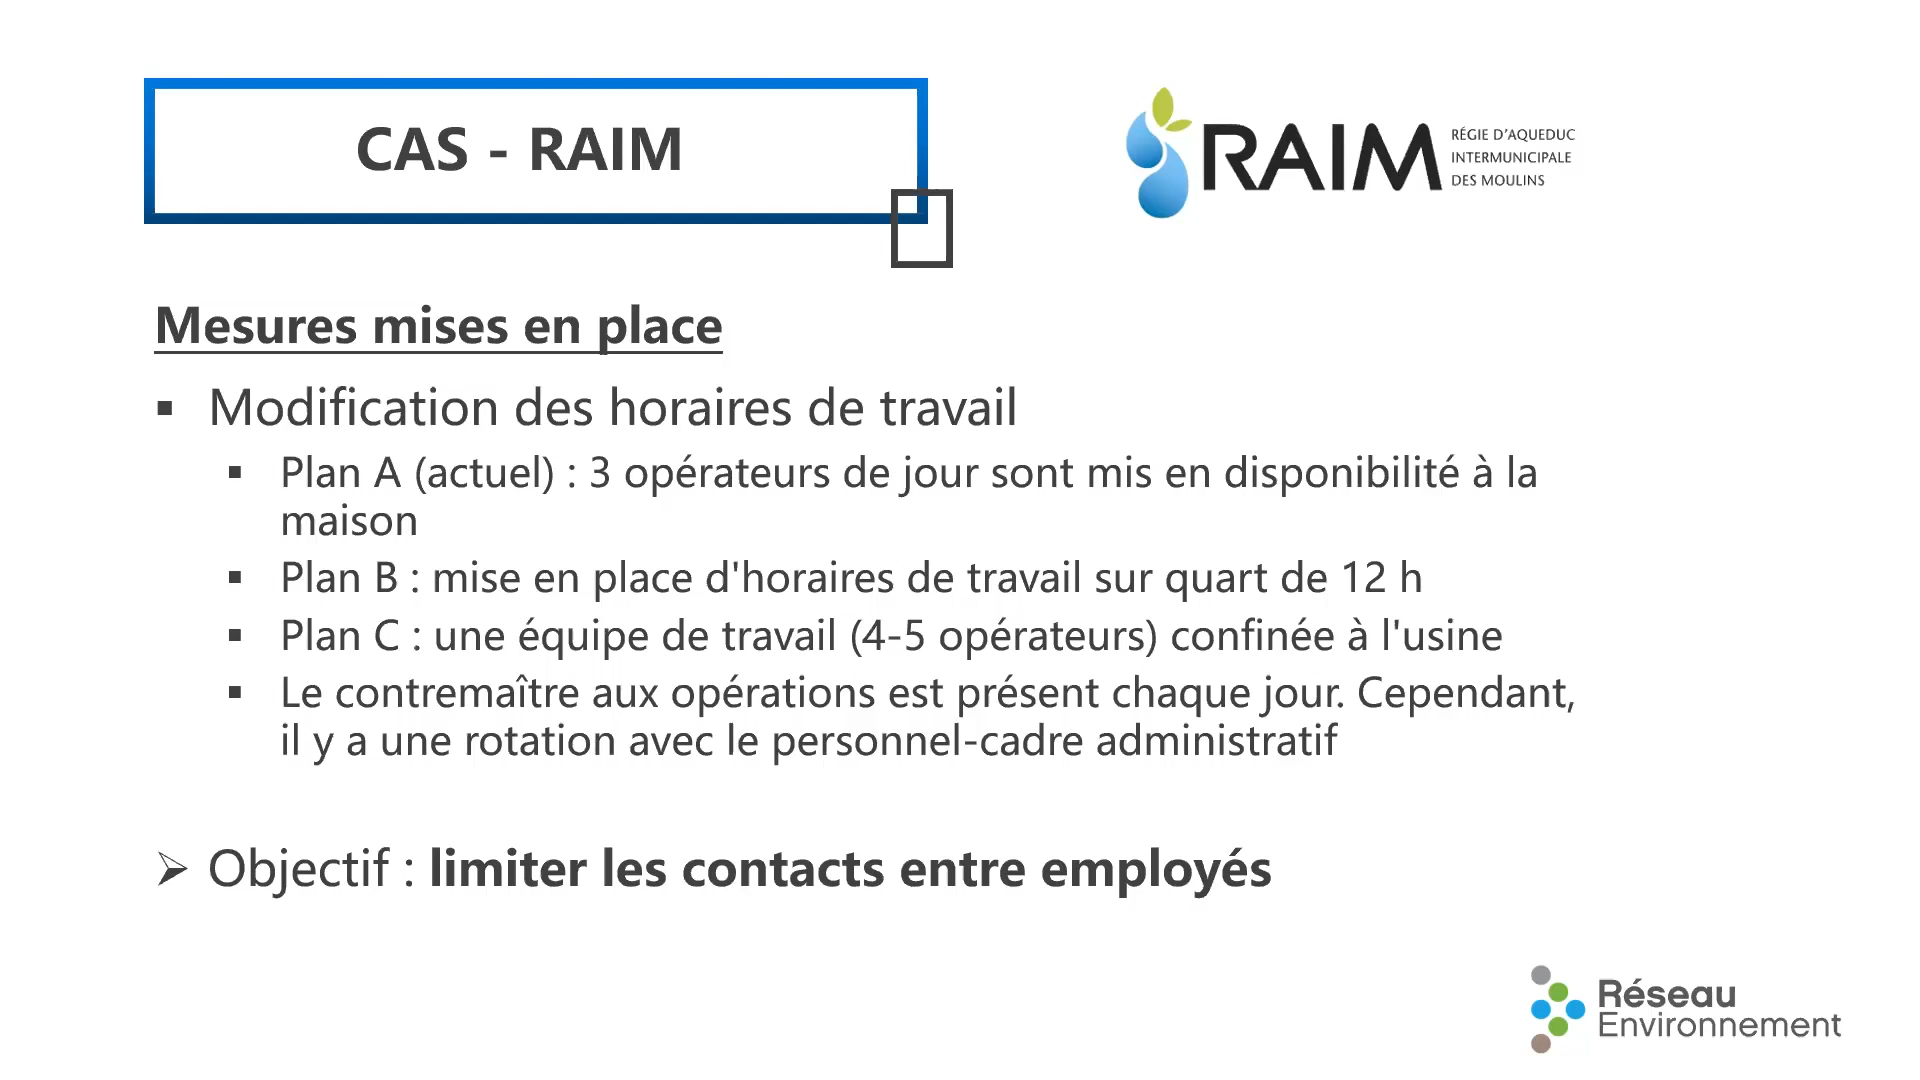 CAS - RAIM
RAIM
RÉGIE D'AQUEDUC
INTERMUNICIPALE
DES MOULINS
Mesures mises en place
▪ Modification des horaires de travail
▪ Plan A (actuel) : 3 opérateurs de jour sont mis en disponibilité à la
maison
▪ Plan B : mise en place d'horaires de travail sur quart de 12 h
▪ Plan C : une équipe de travail (4-5 opérateurs) confinée à l'usine
▪ Le contremaître aux opérations est présent chaque jour. Cependant,
il y a une rotation avec le personnel-cadre administratif
➢ Objectif : limiter les contacts entre employés
Réseau
Environnement